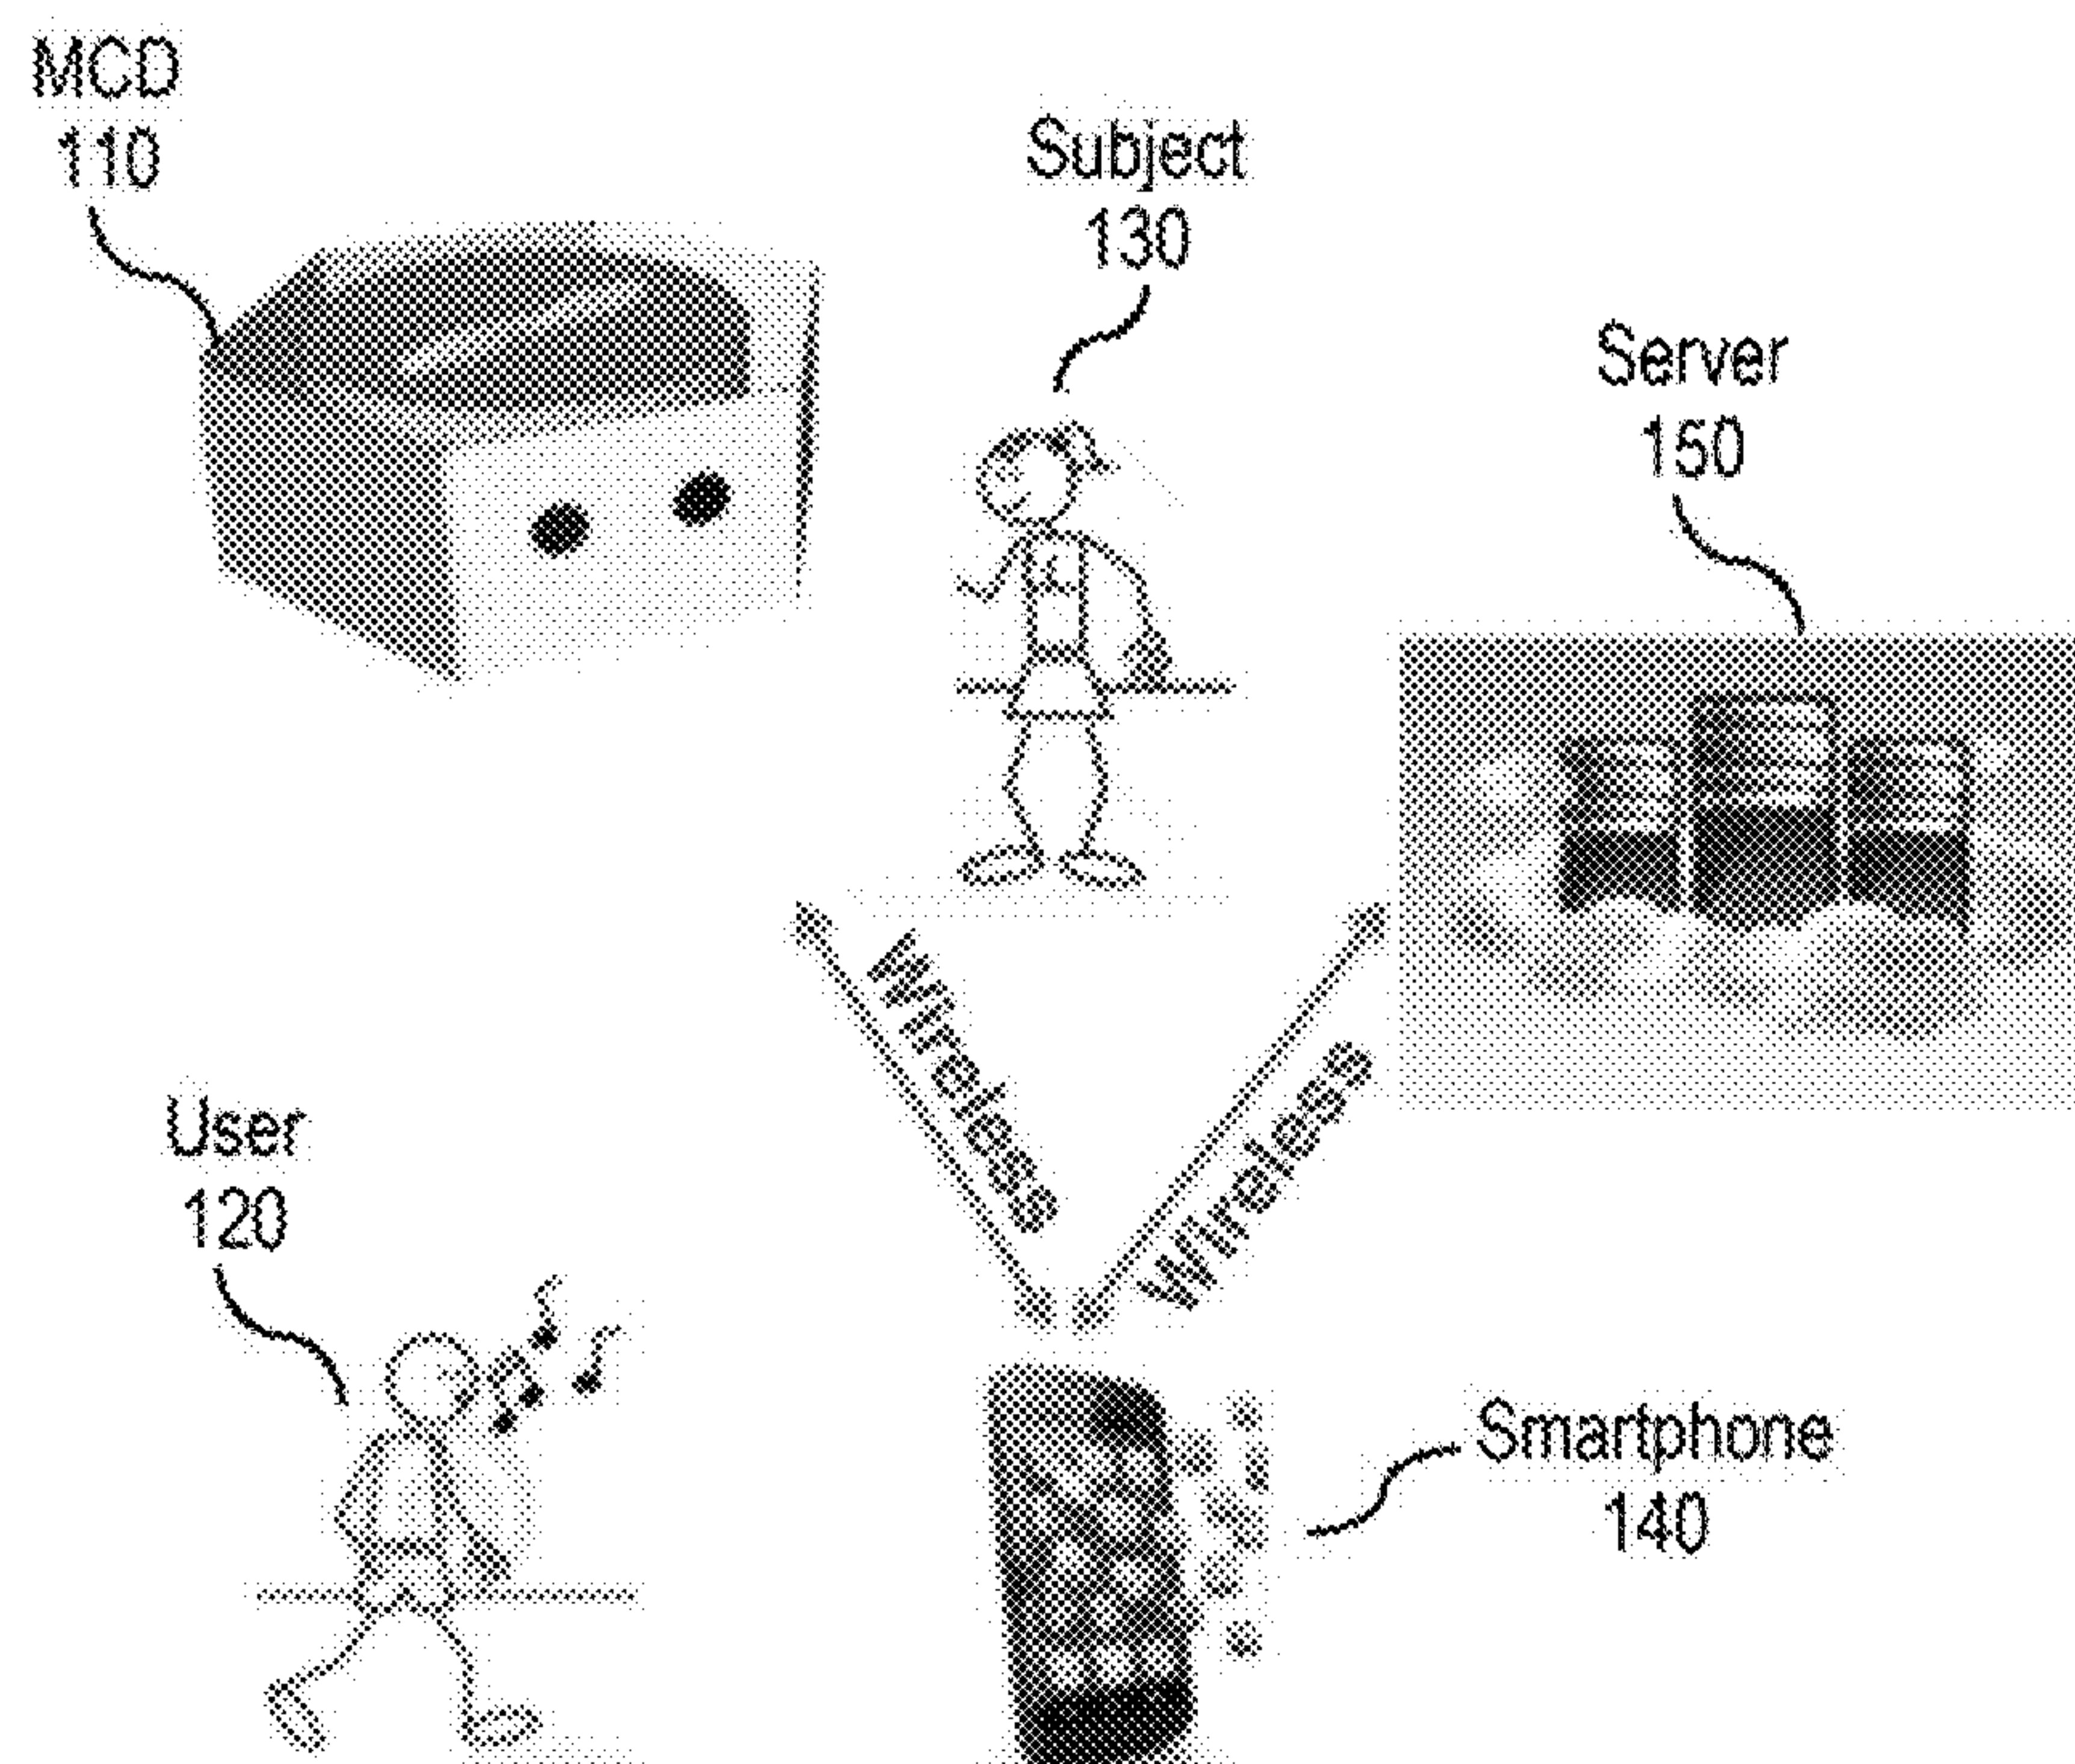 MCD
110
Subject
130
Server
150
Wireless
Wireless
User
120
Smartphone
140